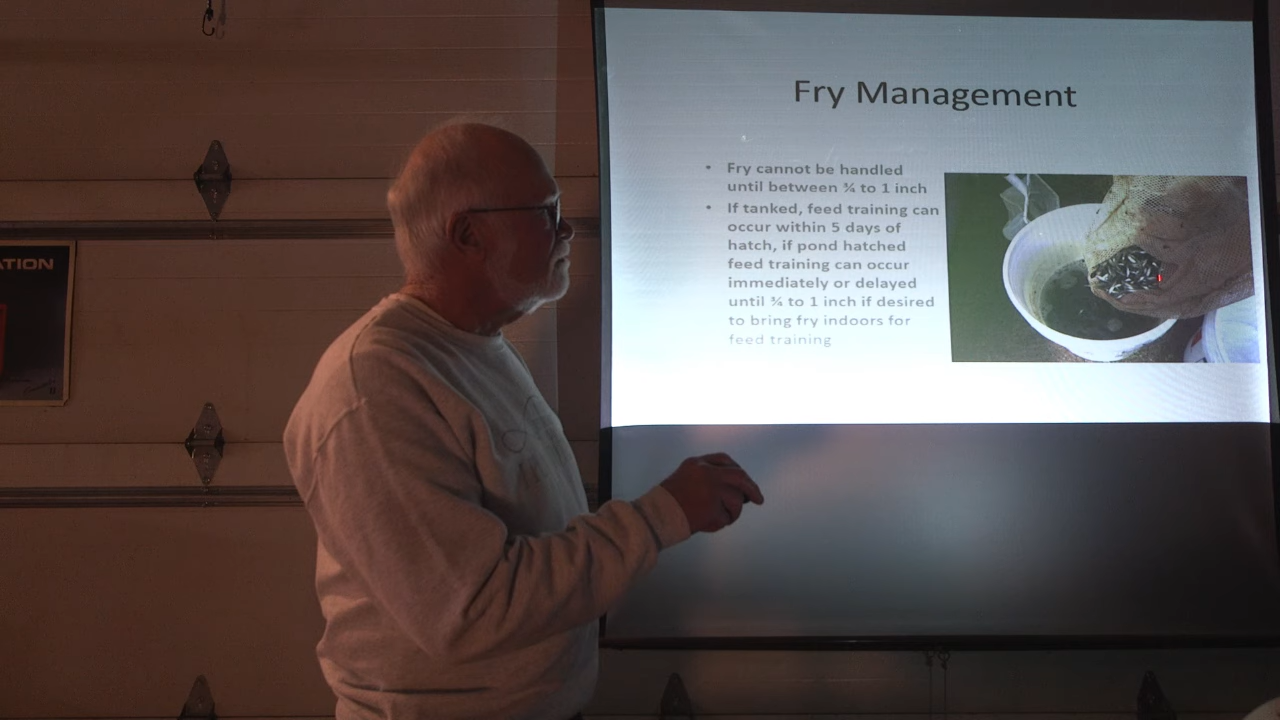 Fry Management
• Fry cannot be handled
until between ¾ to 1 inch
• If tanked, feed training can
occur within 5 days of
hatch, if pond hatched
feed training can occur
immediately or delayed
until ¾ to 1 inch if desired
to bring fry indoors for
feed training
ATION